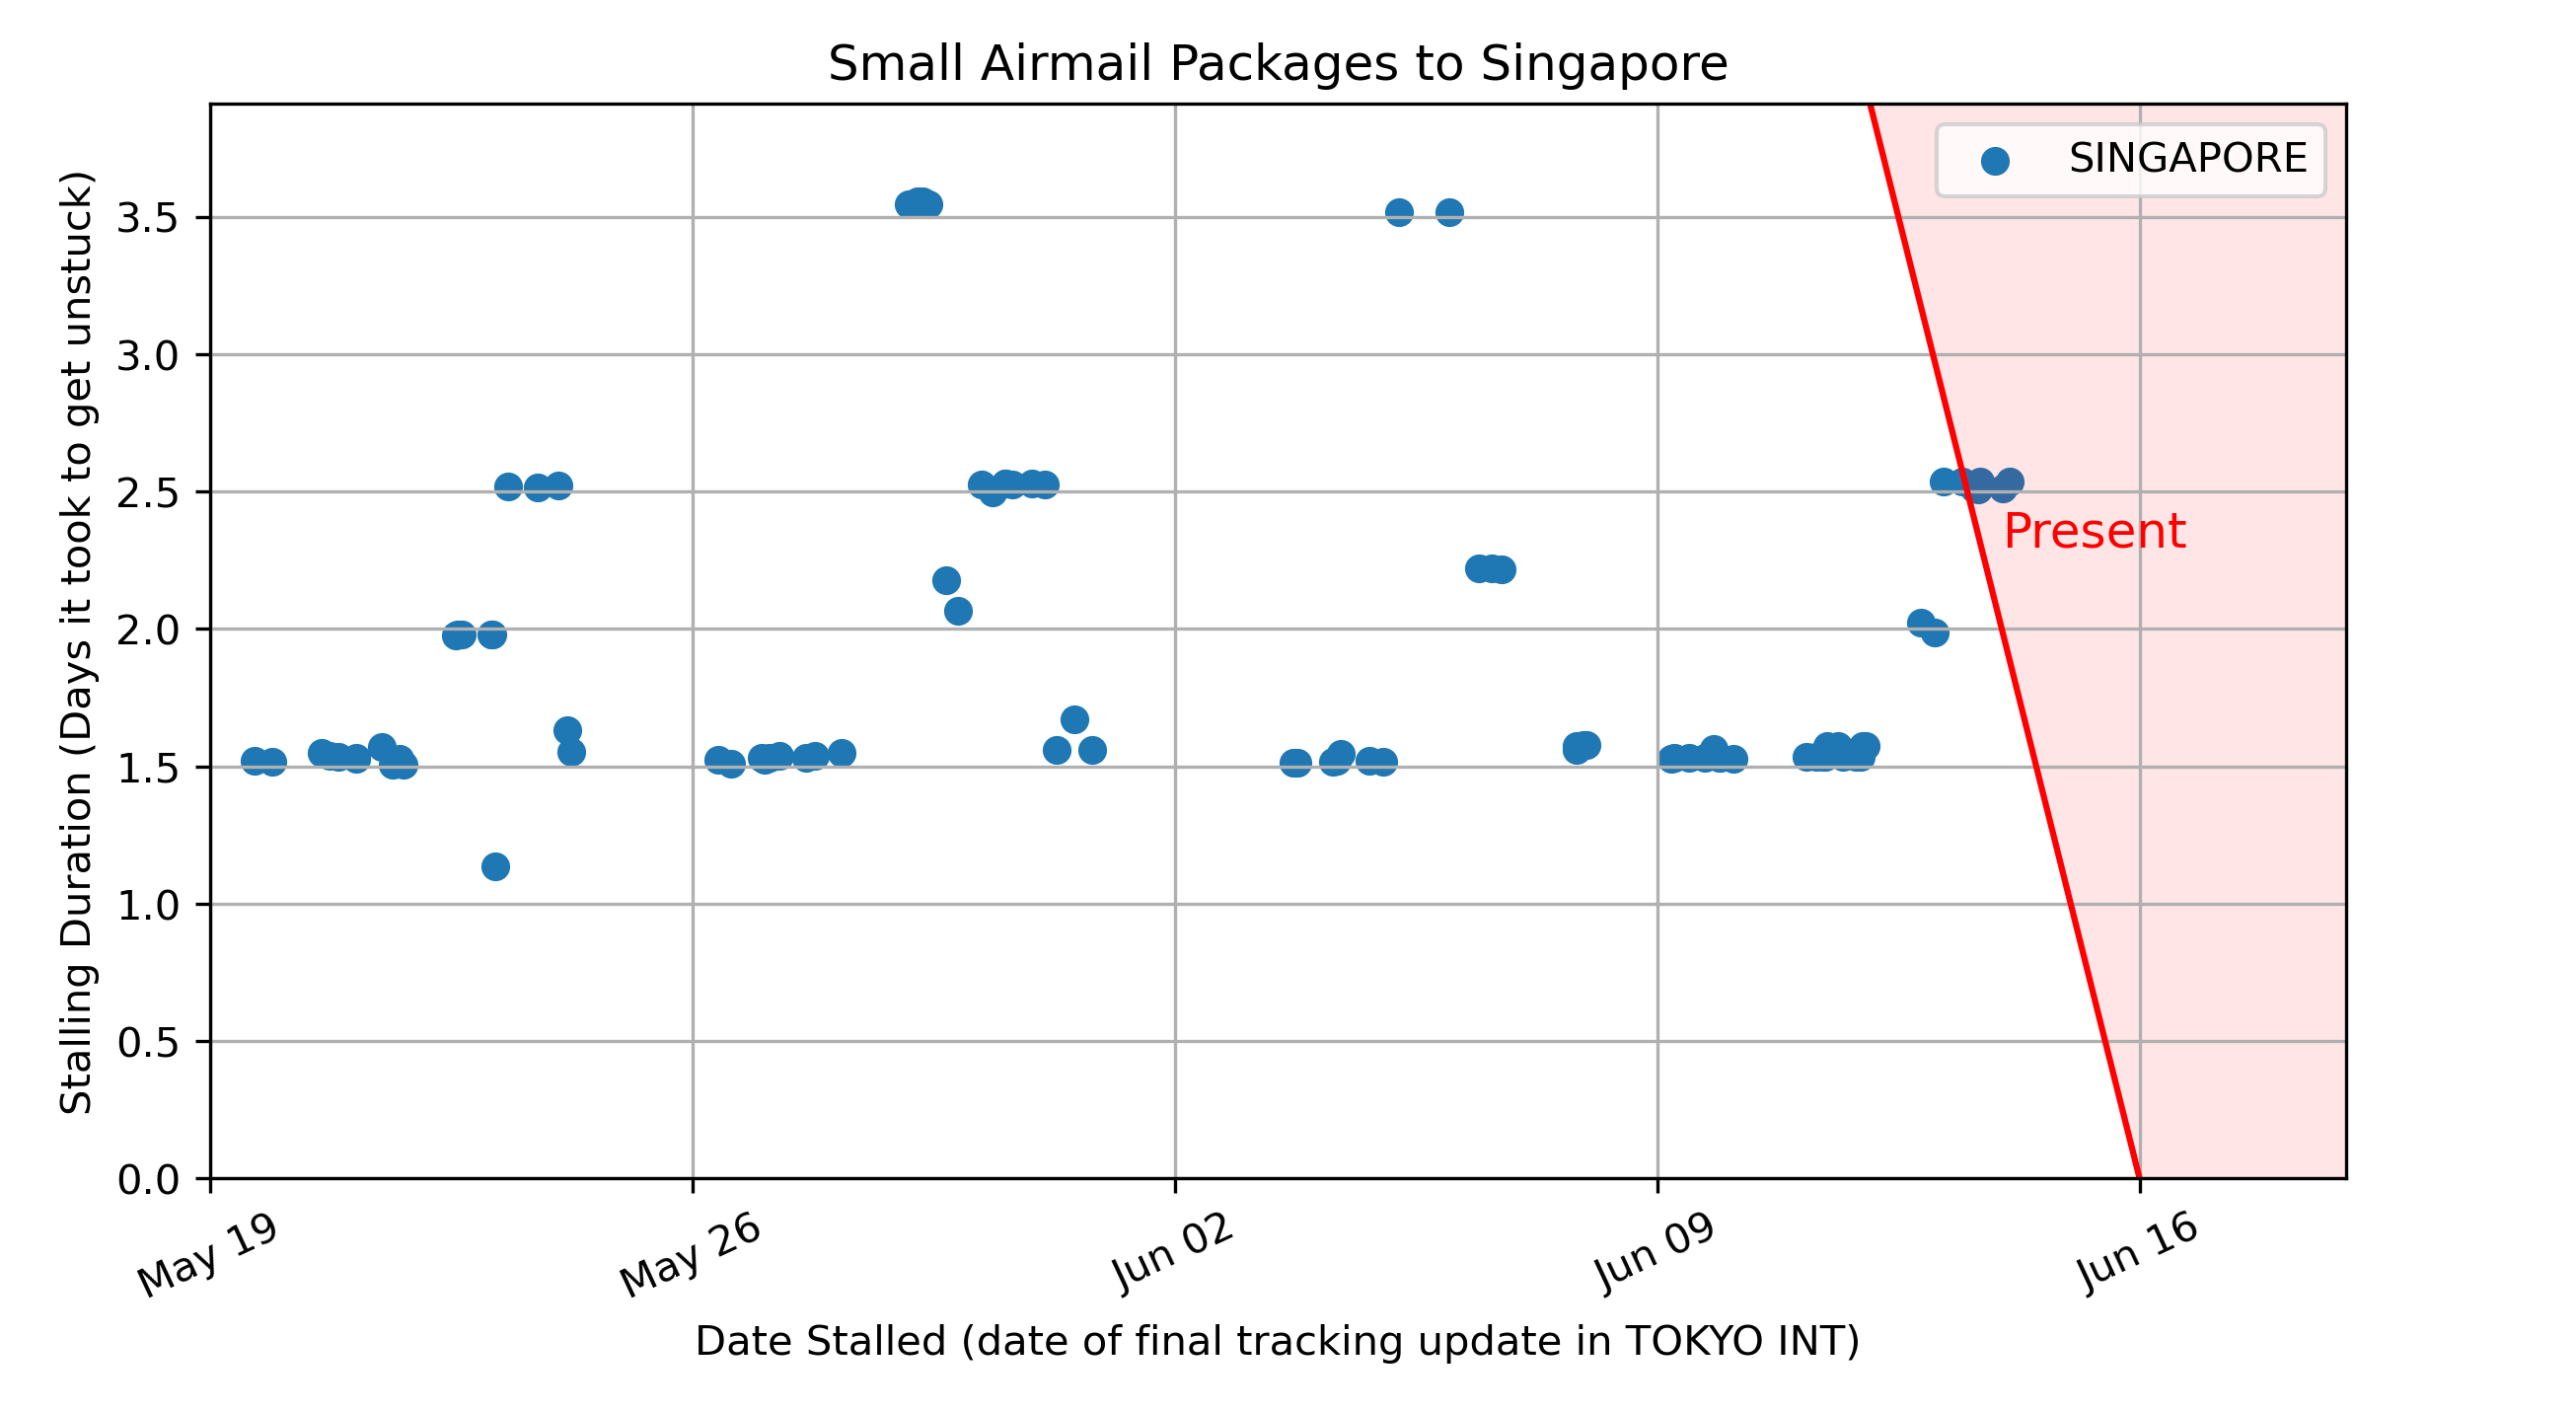 Small Airmail Packages to Singapore
SINGAPORE
Stalling Duration (Days it took to get unstuck)
3.5
3.0
2.5
2.0
1.5
1.0
0.5
0.0
Present
May 19
May 26
Jun 02
Jun 09
Jun 16
Date Stalled (date of final tracking update in TOKYO INT)